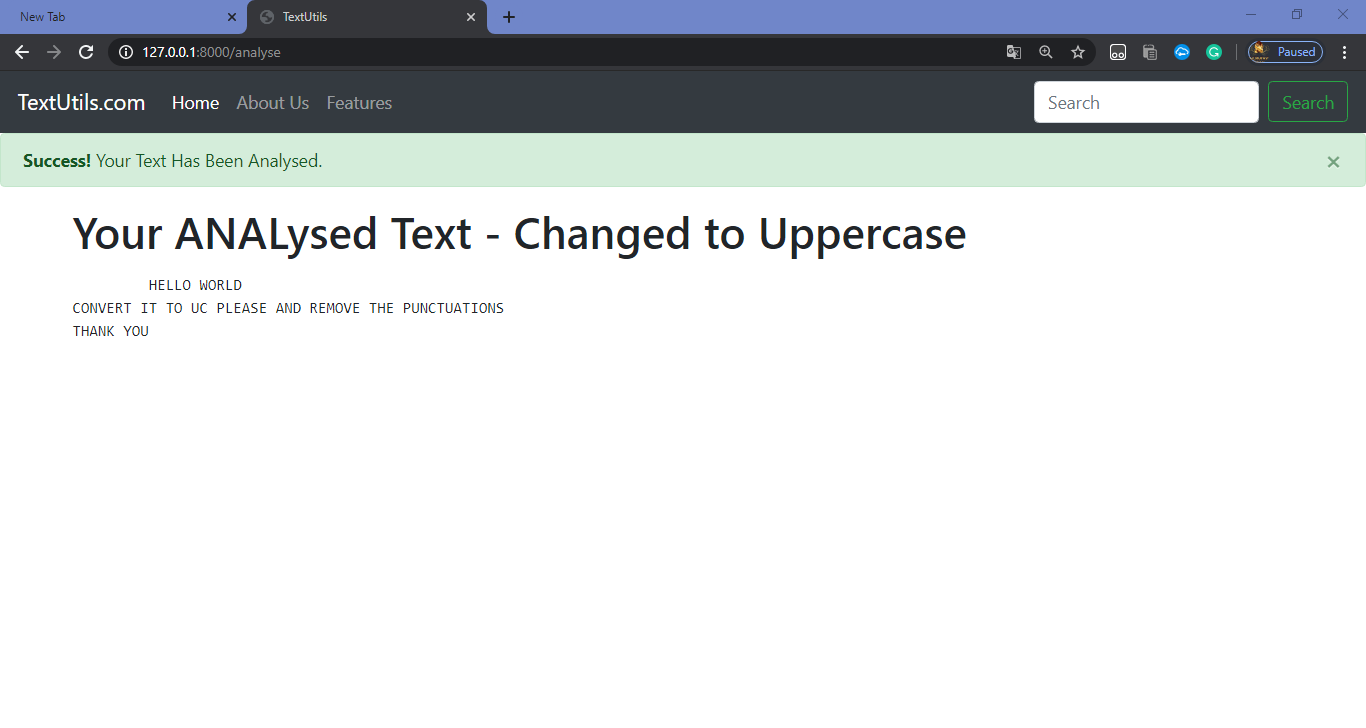 New Tab
TextUtils
127.0.0.1:8000/analyse
Paused
TextUtils.com Home About Us Features Search Search
Success! Your Text Has Been Analysed.
Your ANALysed Text - Changed to Uppercase
HELLO WORLD
CONVERT IT TO UC PLEASE AND REMOVE THE PUNCTUATIONS
THANK YOU